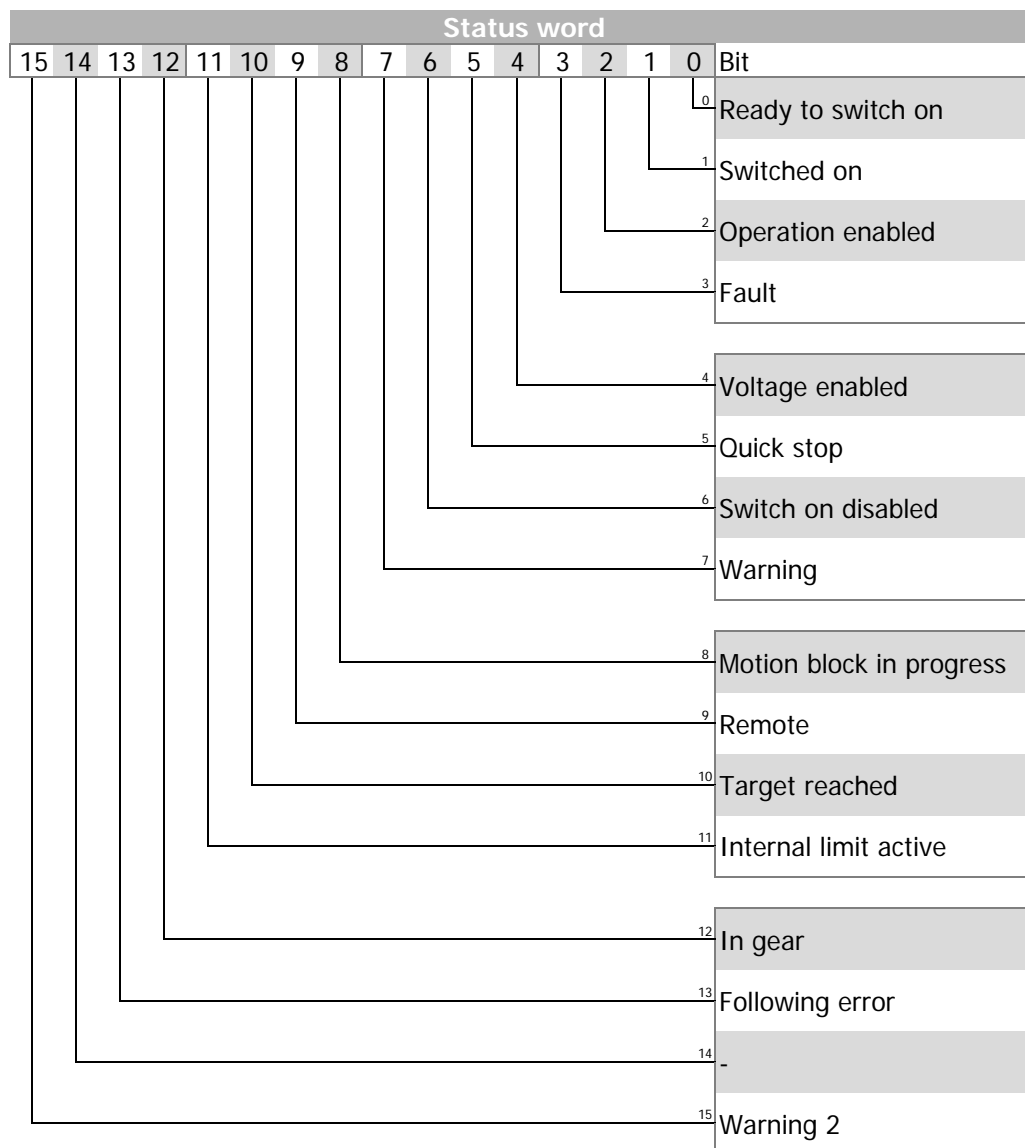 Status word
15 14 13 12 11 10 9 8 7 6 5 4 3 2 1 0 Bit
0 Ready to switch on
1 Switched on
2 Operation enabled
3 Fault
4 Voltage enabled
5 Quick stop
6 Switch on disabled
7 Warning
8 Motion block in progress
9 Remote
10 Target reached
11 Internal limit active
12 In gear
13 Following error
14 -
15 Warning 2